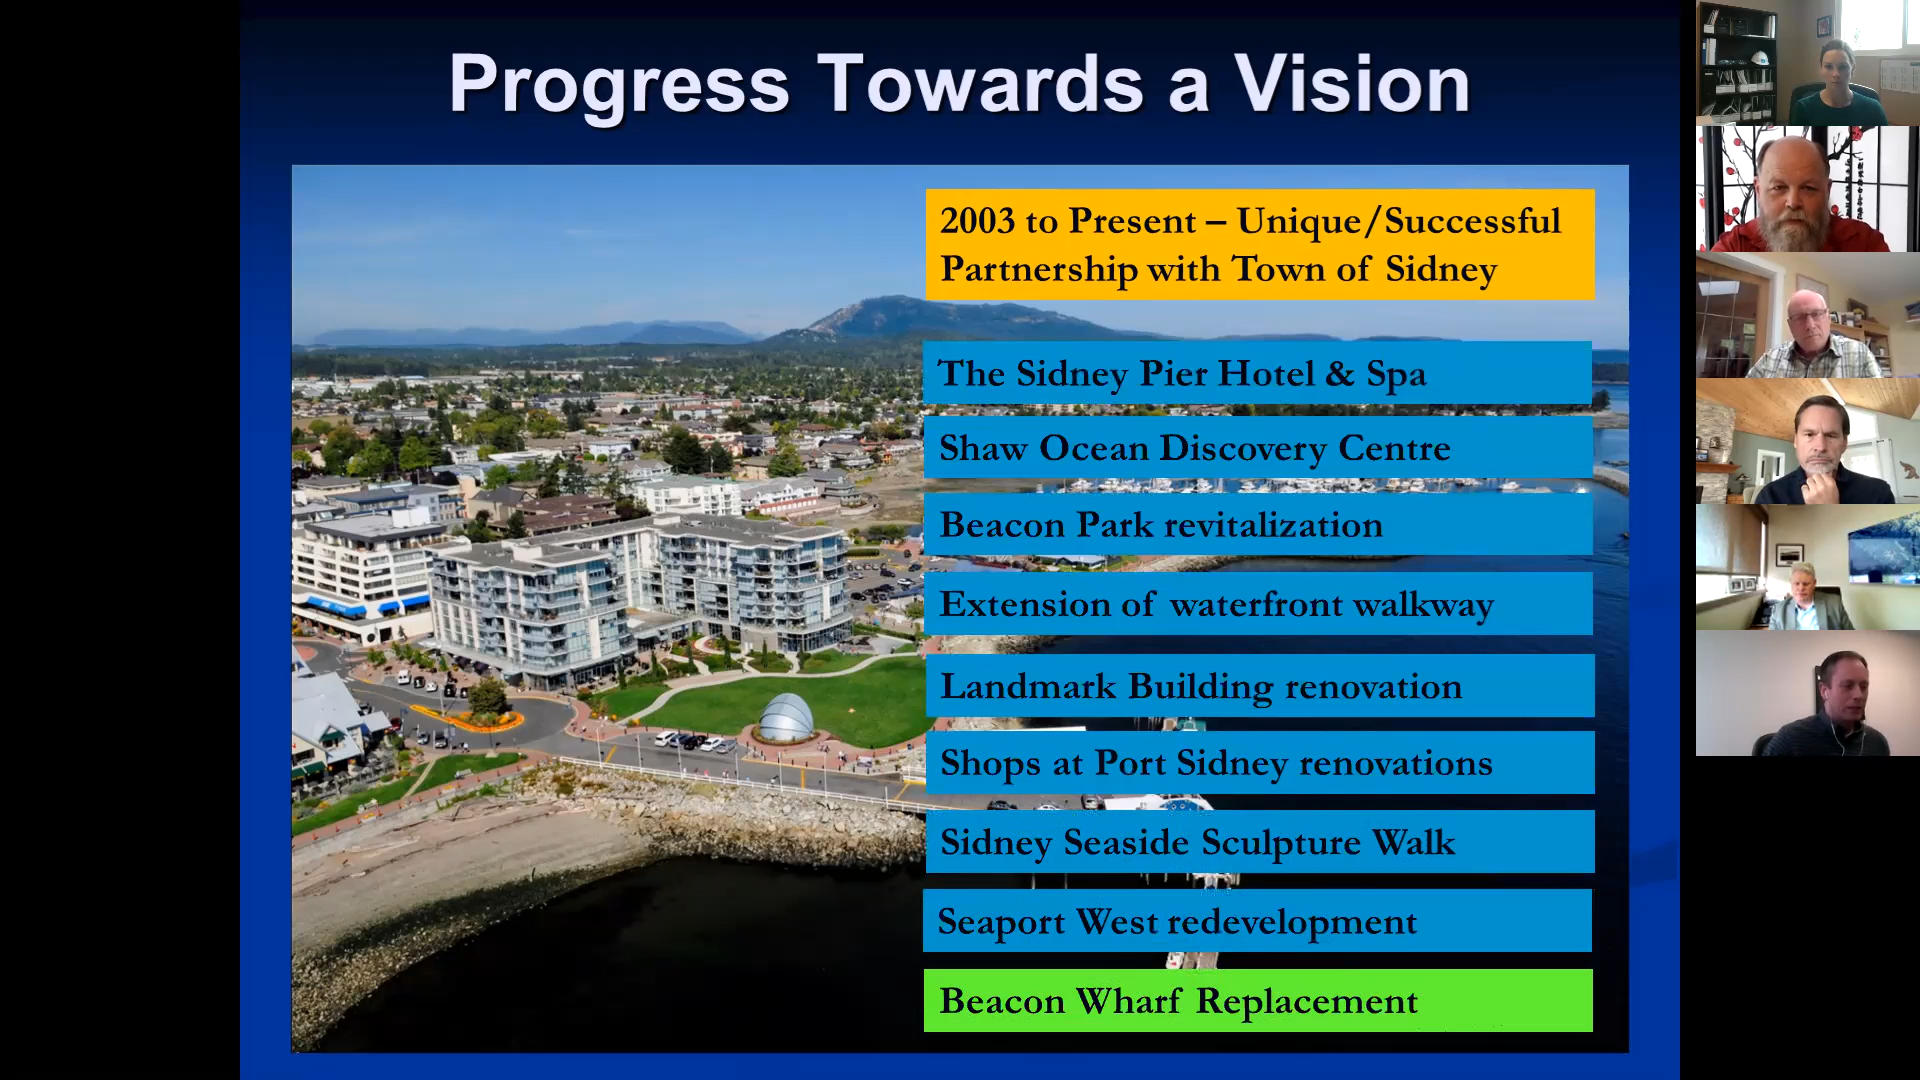 Progress Towards a Vision
2003 to Present – Unique/Successful
Partnership with Town of Sidney
The Sidney Pier Hotel & Spa
Shaw Ocean Discovery Centre
Beacon Park revitalization
Extension of waterfront walkway
Landmark Building renovation
Shops at Port Sidney renovations
Sidney Seaside Sculpture Walk
Seaport West redevelopment
Beacon Wharf Replacement